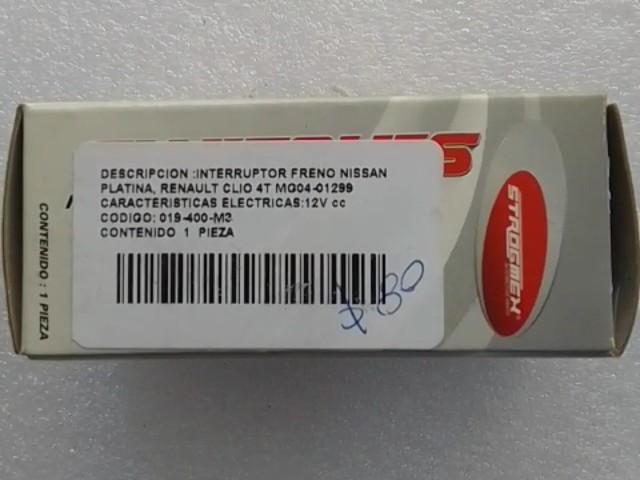 DESCRIPCION :INTERRUPTOR FRENO NISSAN
PLATINA, RENAULT CLIO 4T MG04-01299
CARACTERISTICAS ELECTRICAS:12V cc
CODIGO: 019-400-M3
CONTENIDO 1 PIEZA
$ 80
CONTENIDO : 1 PIEZA
STROGMEX